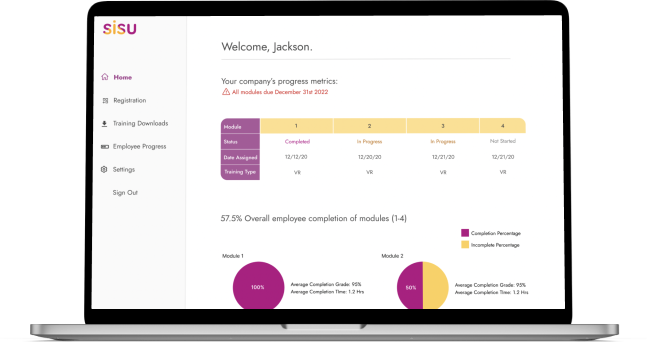 sisu
Welcome, Jackson.
Home
Registration
Training Downloads
Employee Progress
Settings
Sign Out
Your company's progress metrics:
All modules due December 31st 2022
Module 1 2 3 4
Status Completed In Progress In Progress Not Started
Date Assigned 12/12/20 12/20/20 12/21/20 12/21/20
Training Type VR VR VR VR
57.5% Overall employee completion of modules (1-4)
Completion Percentage
Incomplete Percentage
Module 1
100%
Average Completion Grade: 95%
Average Completion Time: 1.2 Hrs
Module 2
50%
Average Completion Grade: 95%
Average Completion Time: 1.2 Hrs